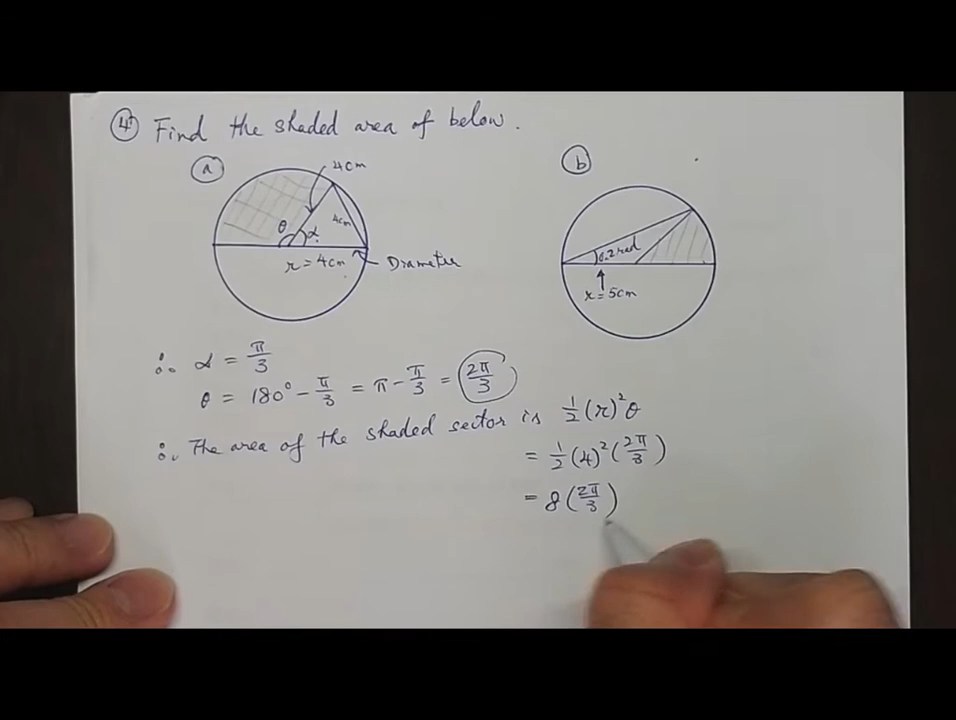 ④ Find the shaded area of below.
ⓐ
4cm
θ
α
4cm
r = 4cm
Diameter
ⓑ
0.2 rad
r = 5cm
∴ α = π/3
θ = 180° - π/3 = π - π/3 = 2π/3
∴ The area of the shaded sector is 1/2 (r)² θ
= 1/2 (4)² (2π/3)
= 8 (2π/3)